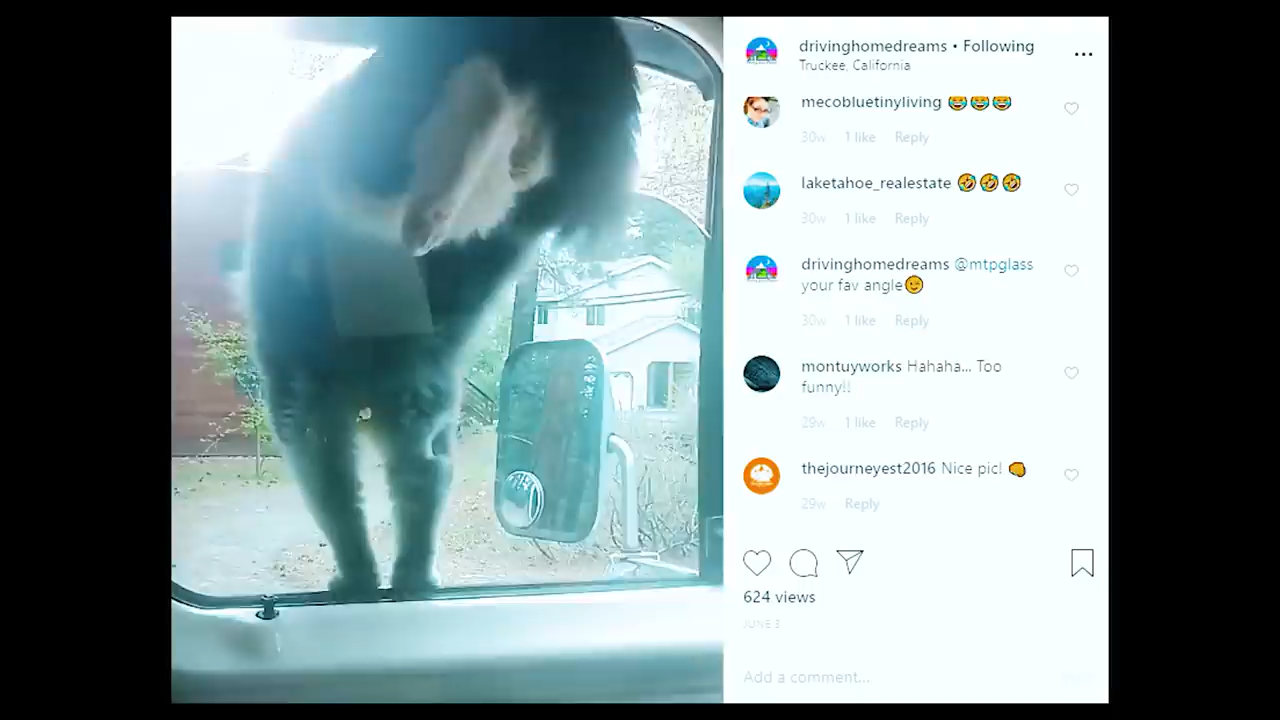 drivinghomedreams • Following
Truckee, California
mecobluetinyliving 😂😂😂
30w 1 like Reply
laketahoe_realestate 🤣🤣🤣
30w 1 like Reply
drivinghomedreams @mtpglass
your fav angle😉
30w 1 like Reply
montuyworks Hahaha... Too
funny!!
29w 1 like Reply
thejourneyest2016 Nice pic! 👊
29w Reply
624 views
JUNE 3
Add a comment...